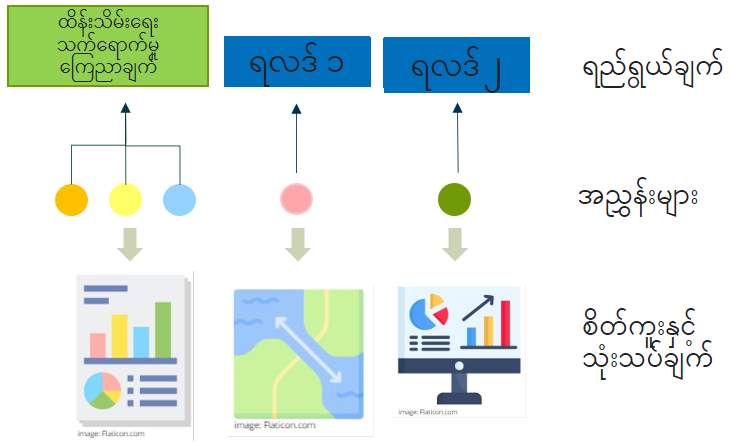 ထိန်းသိမ်းရေး
သက်ရောက်မှု
ကြေညာချက်
ရလဒ် ၁
ရလဒ် ၂
ရည်ရွယ်ချက်
အညွှန်းများ
စိတ်ကူးနှင့်
သုံးသပ်ချက်
image: Flaticon.com
image: Flaticon.com
image: Flaticon.com